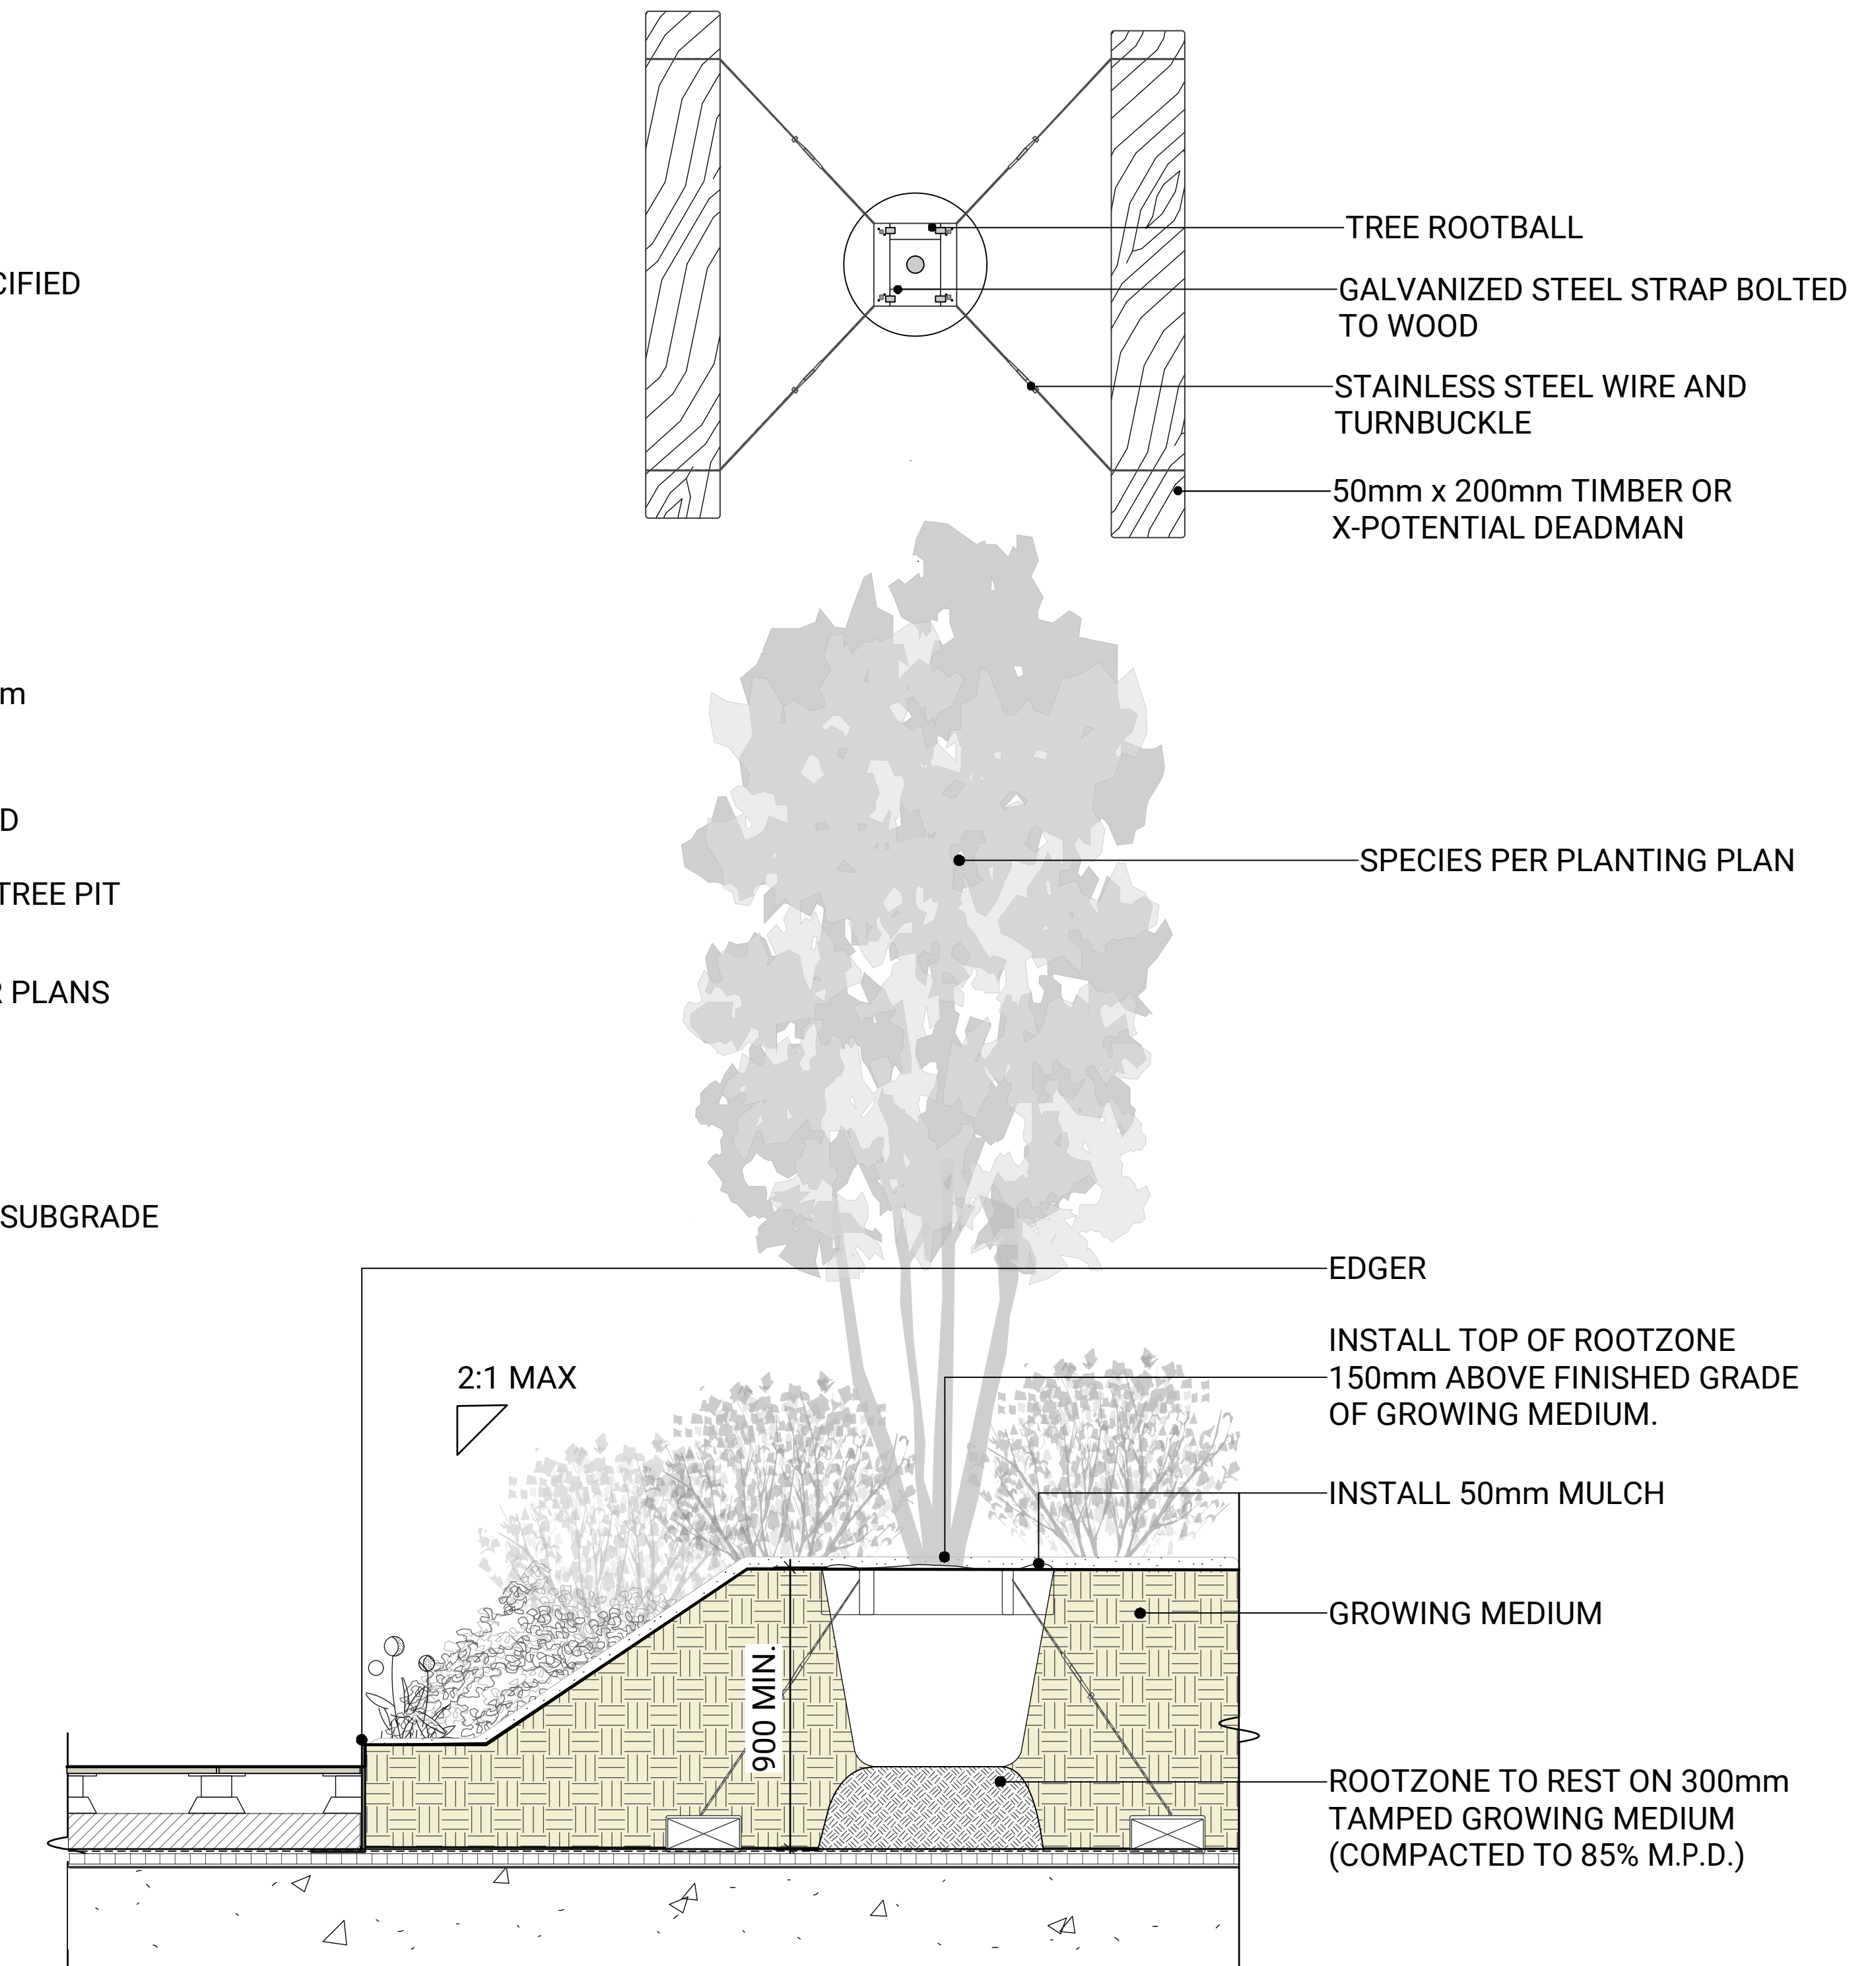 TREE ROOTBALL
CIFIED
GALVANIZED STEEL STRAP BOLTED
TO WOOD
STAINLESS STEEL WIRE AND
TURNBUCKLE
50mm x 200mm TIMBER OR
X-POTENTIAL DEADMAN
m
D
SPECIES PER PLANTING PLAN
TREE PIT
R PLANS
SUBGRADE
EDGER
INSTALL TOP OF ROOTZONE
150mm ABOVE FINISHED GRADE
OF GROWING MEDIUM.
2:1 MAX
INSTALL 50mm MULCH
GROWING MEDIUM
900 MIN.
ROOTZONE TO REST ON 300mm
TAMPED GROWING MEDIUM
(COMPACTED TO 85% M.P.D.)